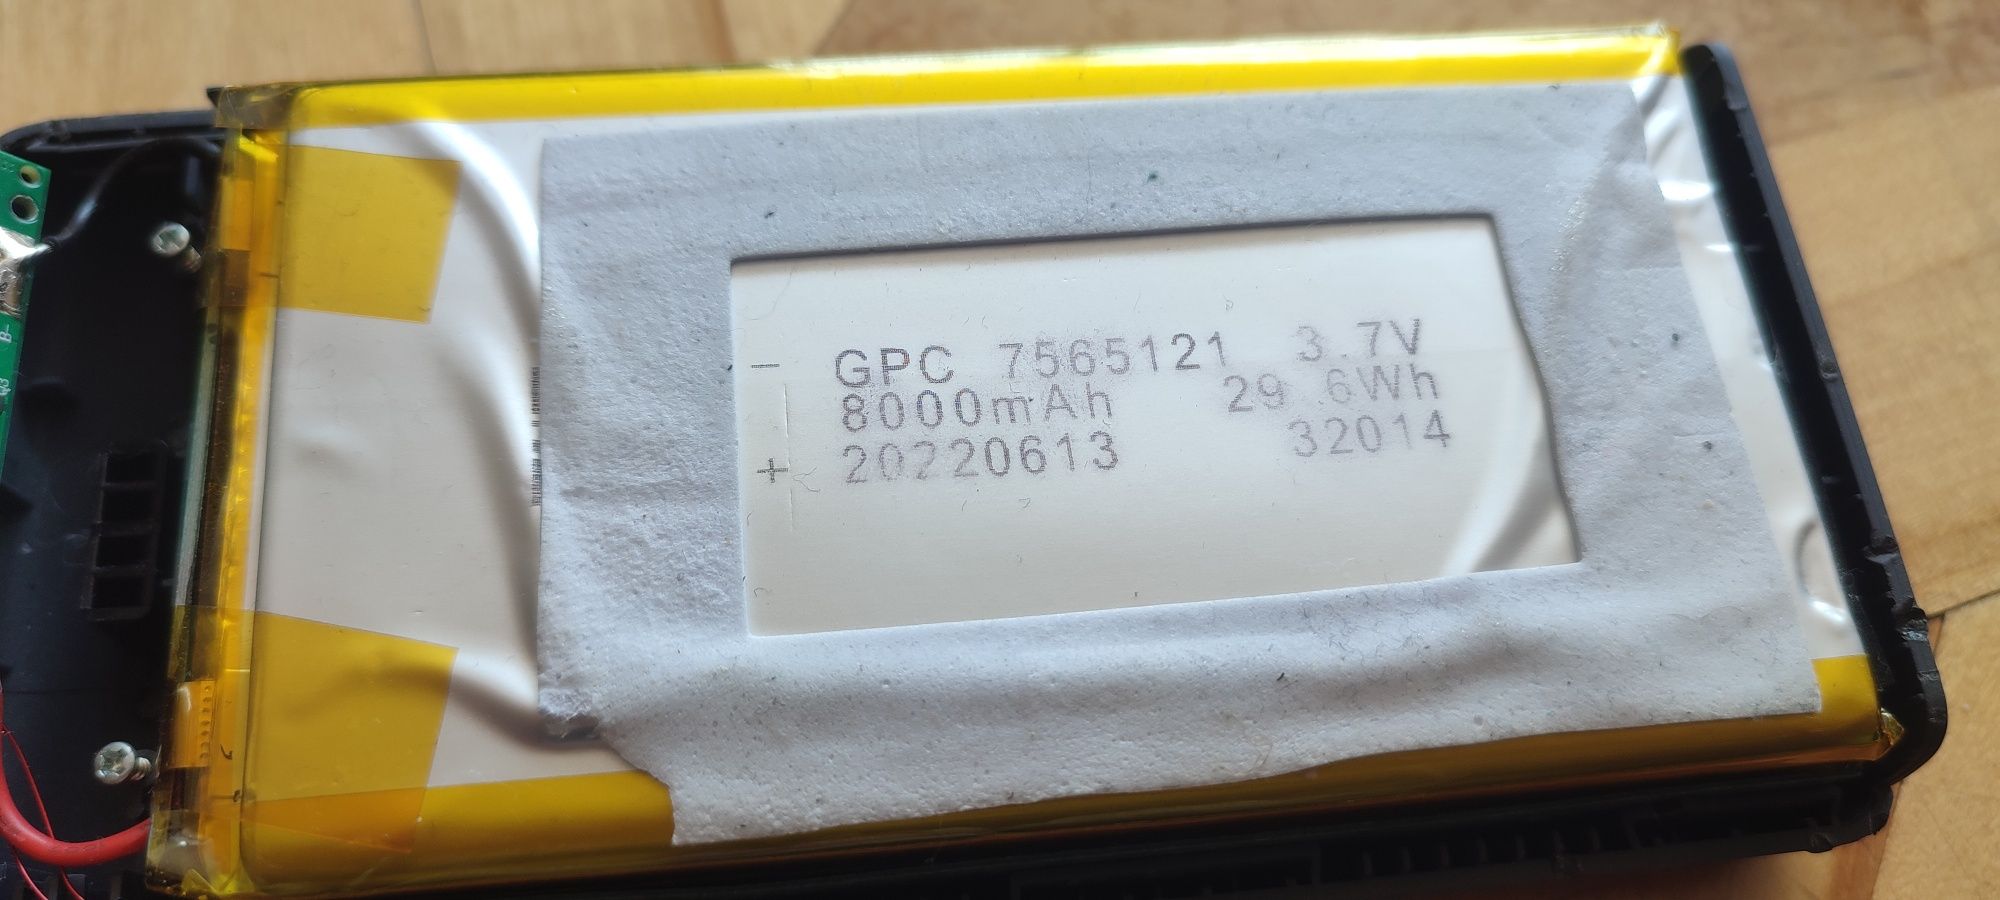 - GPC 7565121 3.7V
8000mAh 29.6Wh
+ 20220613 32014
B-